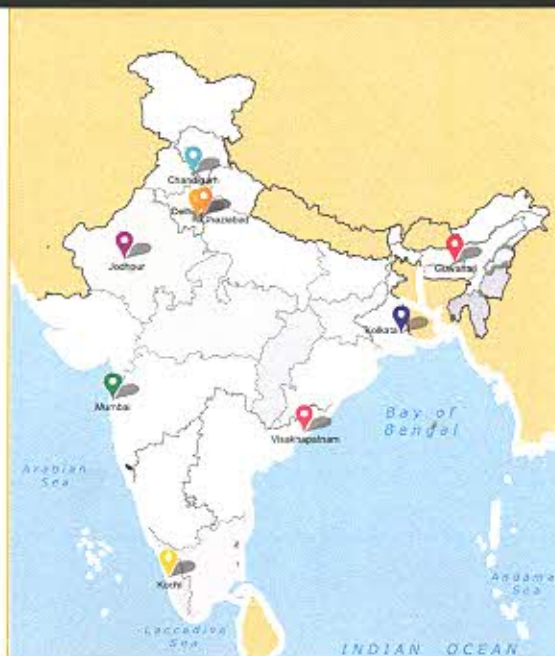 Chandigarh
Delhi
Ghaziabad
Jodhpur
Guwahati
Kolkata
Mumbai
Visakhapatnam
Bay of
Bengal
Arabian
Sea
Kochi
Andama
Sea
Laccadive
Sea
INDIAN OCEAN